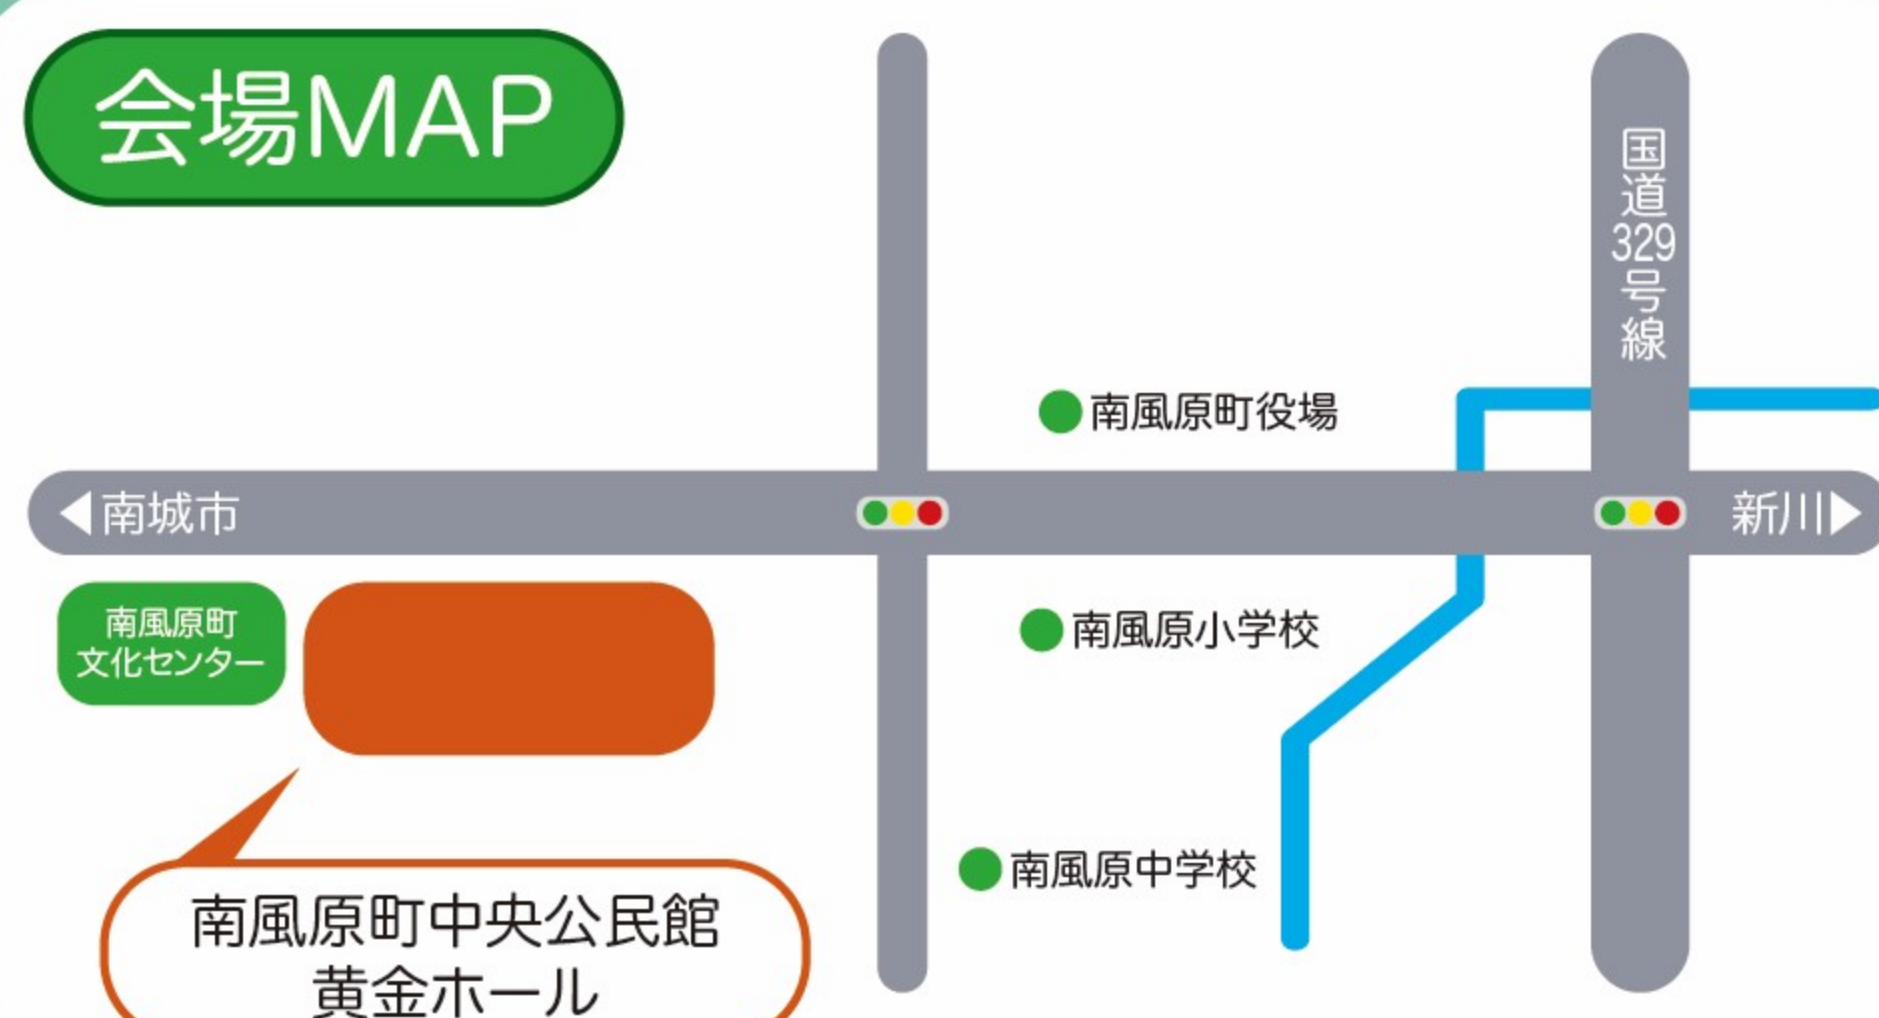 会場MAP
国道329号線
南風原町役場
◀南城市
新川▶
南風原町
文化センター
南風原小学校
南風原中学校
南風原町中央公民館
黄金ホール